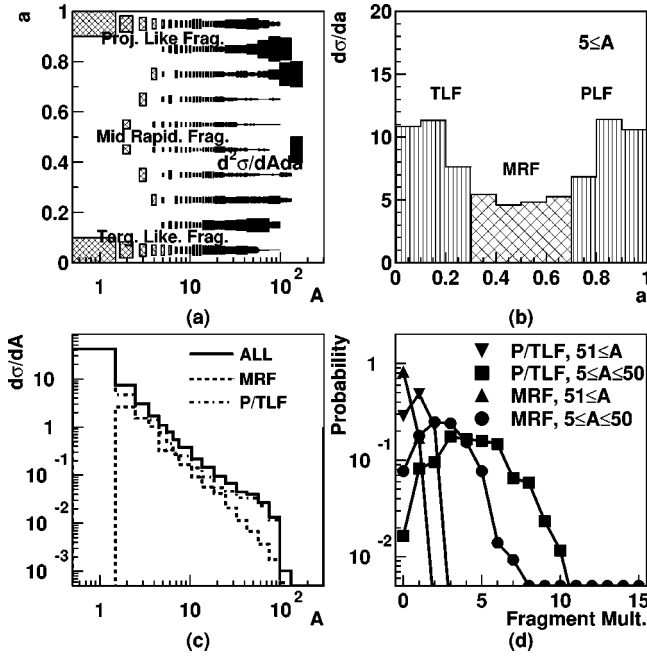 a
1
0.8
0.6
0.4
0.2
0
Proj. Like Frag.
Mid Rapid. Frag.
d²σ/dAda
Targ. Like. Frag.
1
10
10²
A
(a)
dσ/da
20
15
10
5
0
5≤A
TLF
PLF
MRF
0
0.2
0.4
0.6
0.8
1
a
(b)
dσ/dA
10
1
10⁻¹
10⁻²
10⁻³
ALL
MRF
P/TLF
1
10
10²
A
(c)
Probability
1
10⁻¹
10⁻²
P/TLF, 51≤A
P/TLF, 5≤A≤50
MRF, 51≤A
MRF, 5≤A≤50
0
5
10
15
Fragment Mult.
(d)